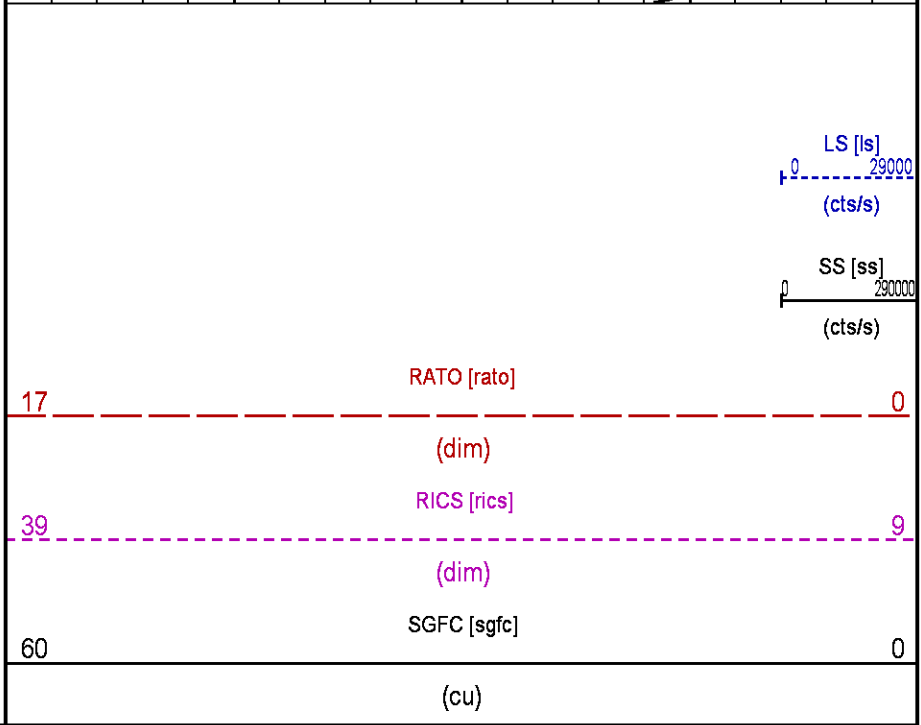 LS [ls]
0 29000
(cts/s)
SS [ss]
0 290000
(cts/s)
RATO [rato]
17 0
(dim)
RICS [rics]
39 9
(dim)
SGFC [sgfc]
60 0
(cu)